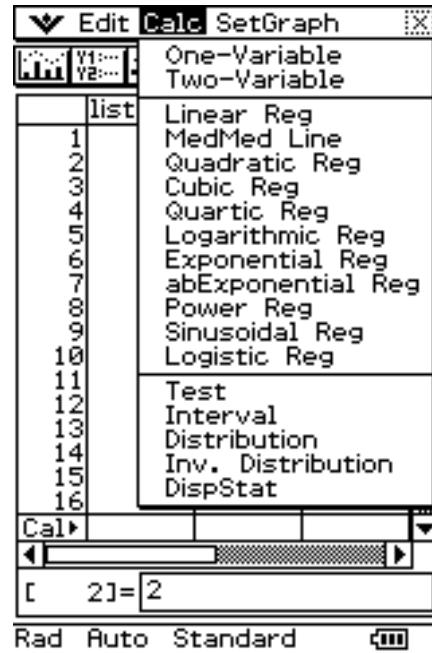 Edit Calc SetGraph
Y1:···
Y2:···
One-Variable
Two-Variable
list
Linear Reg
MedMed Line
Quadratic Reg
Cubic Reg
Quartic Reg
Logarithmic Reg
Exponential Reg
abExponential Reg
Power Reg
Sinusoidal Reg
Logistic Reg
Test
Interval
Distribution
Inv. Distribution
DispStat
1
2
3
4
5
6
7
8
9
10
11
12
13
14
15
16
Cal
[ 2]= 2
Rad Auto Standard